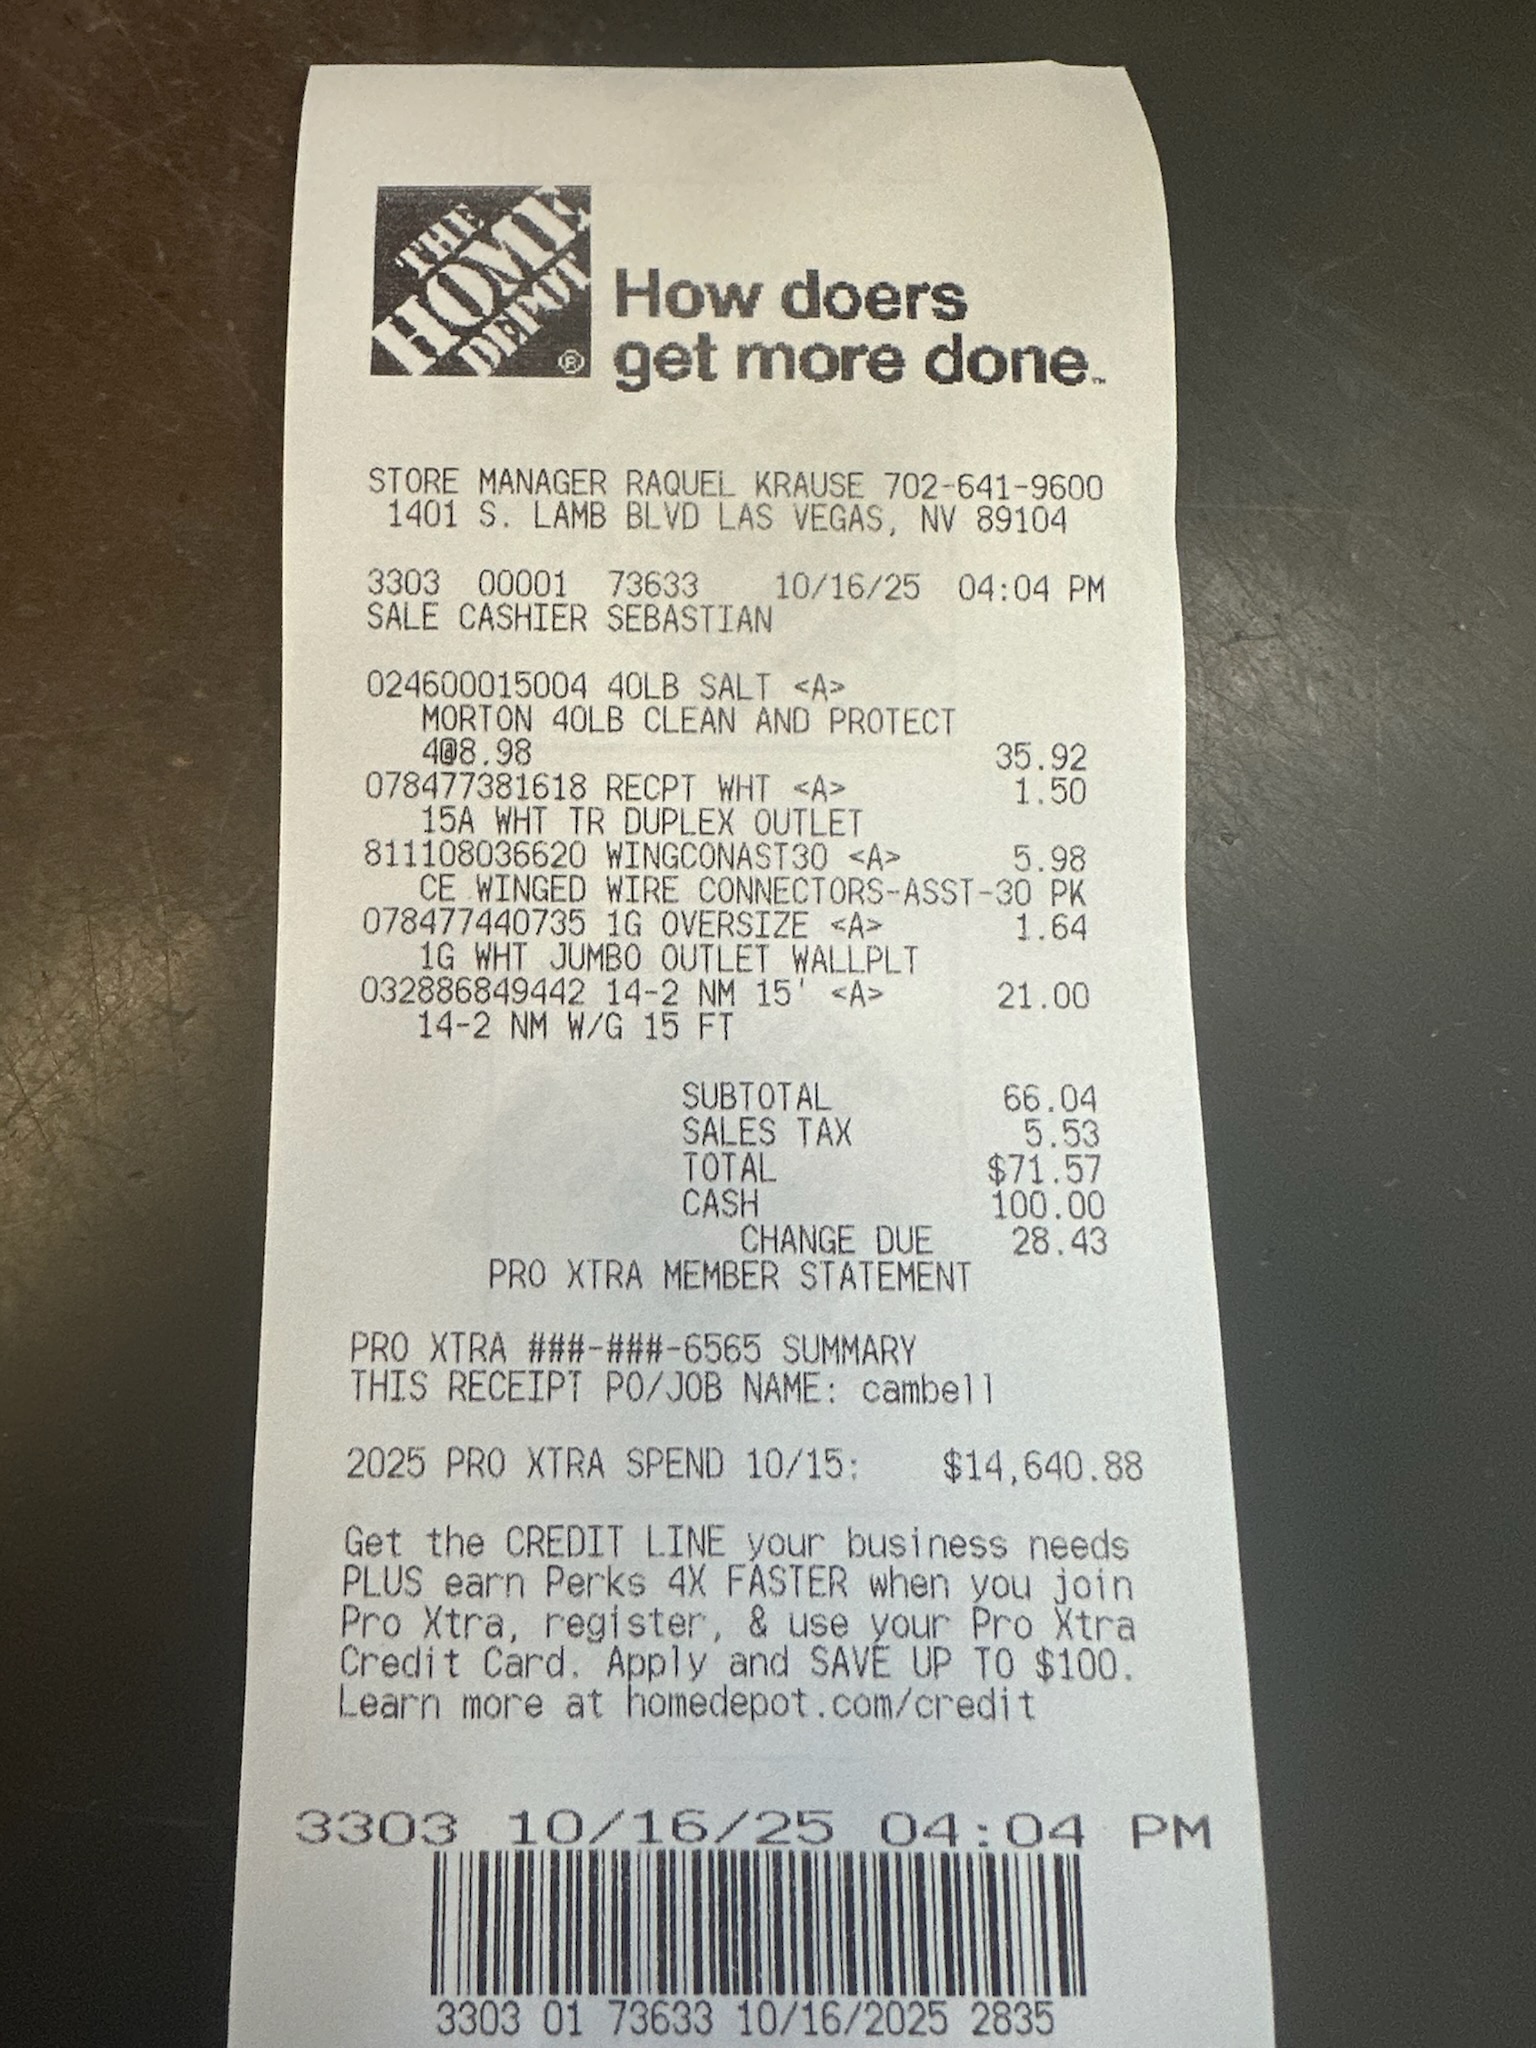 THE
HOME
DEPOT
®
How doers
get more done.™
STORE MANAGER RAQUEL KRAUSE 702-641-9600
1401 S. LAMB BLVD LAS VEGAS, NV 89104
3303 00001 73633 10/16/25 04:04 PM
SALE CASHIER SEBASTIAN
024600015004 40LB SALT <A>
MORTON 40LB CLEAN AND PROTECT
4@8.98 35.92
078477381618 RECPT WHT <A> 1.50
15A WHT TR DUPLEX OUTLET
811108036620 WINGCONAST30 <A> 5.98
CE WINGED WIRE CONNECTORS-ASST-30 PK
078477440735 1G OVERSIZE <A> 1.64
1G WHT JUMBO OUTLET WALLPLT
032886849442 14-2 NM 15' <A> 21.00
14-2 NM W/G 15 FT
SUBTOTAL 66.04
SALES TAX 5.53
TOTAL $71.57
CASH 100.00
CHANGE DUE 28.43
PRO XTRA MEMBER STATEMENT
PRO XTRA ###-###-6565 SUMMARY
THIS RECEIPT PO/JOB NAME: cambell
2025 PRO XTRA SPEND 10/15: $14,640.88
Get the CREDIT LINE your business needs
PLUS earn Perks 4X FASTER when you join
Pro Xtra, register, & use your Pro Xtra
Credit Card. Apply and SAVE UP TO $100.
Learn more at homedepot.com/credit
3303 10/16/25 04:04 PM
3303 01 73633 10/16/2025 2835